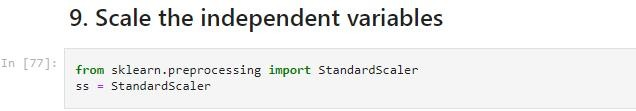 9. Scale the independent variables
In [77]:
from sklearn.preprocessing import StandardScaler
ss = StandardScaler